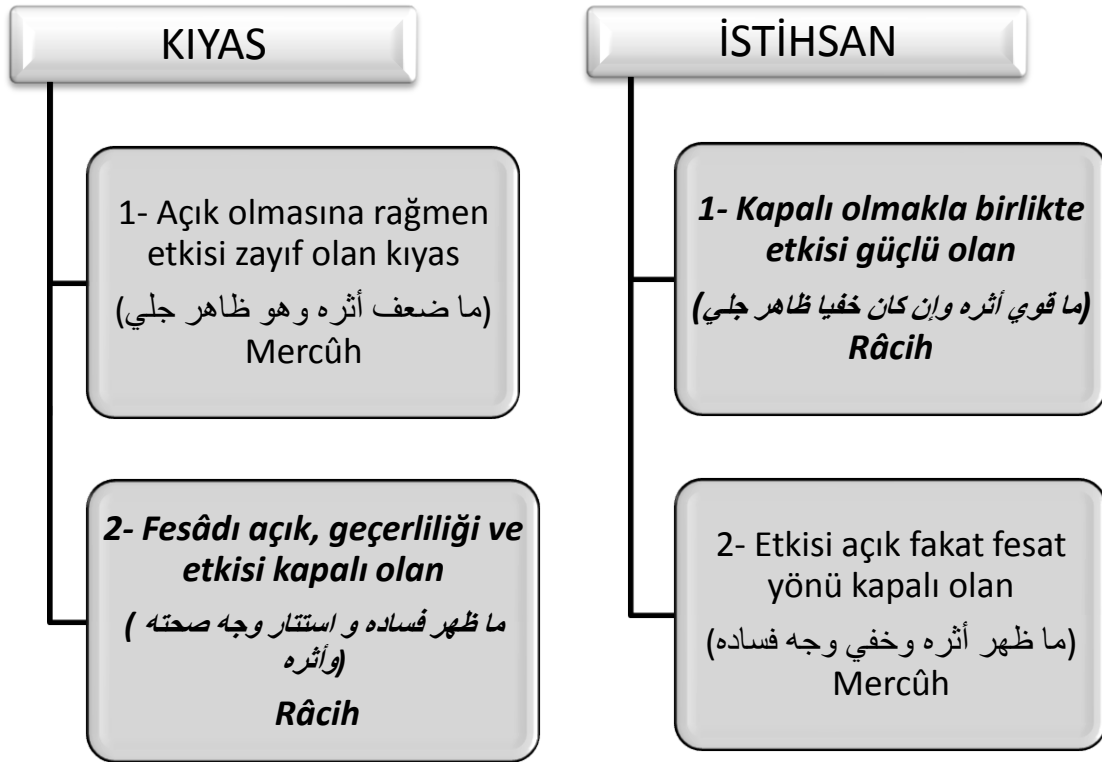 KIYAS
1- Açık olmasına rağmen
etkisi zayıf olan kıyas
(ما ضعف أثره وهو ظاهر جلي)
Mercûh
2- Fesâdı açık, geçerliliği ve
etkisi kapalı olan
( ما ظهر فساده و استتار وجه صحته
وأثره)
Râcih
İSTİHSAN
1- Kapalı olmakla birlikte
etkisi güçlü olan
(ما قوي أثره وإن كان خفيا ظاهر جلي)
Râcih
2- Etkisi açık fakat fesat
yönü kapalı olan
(ما ظهر أثره وخفي وجه فساده)
Mercûh